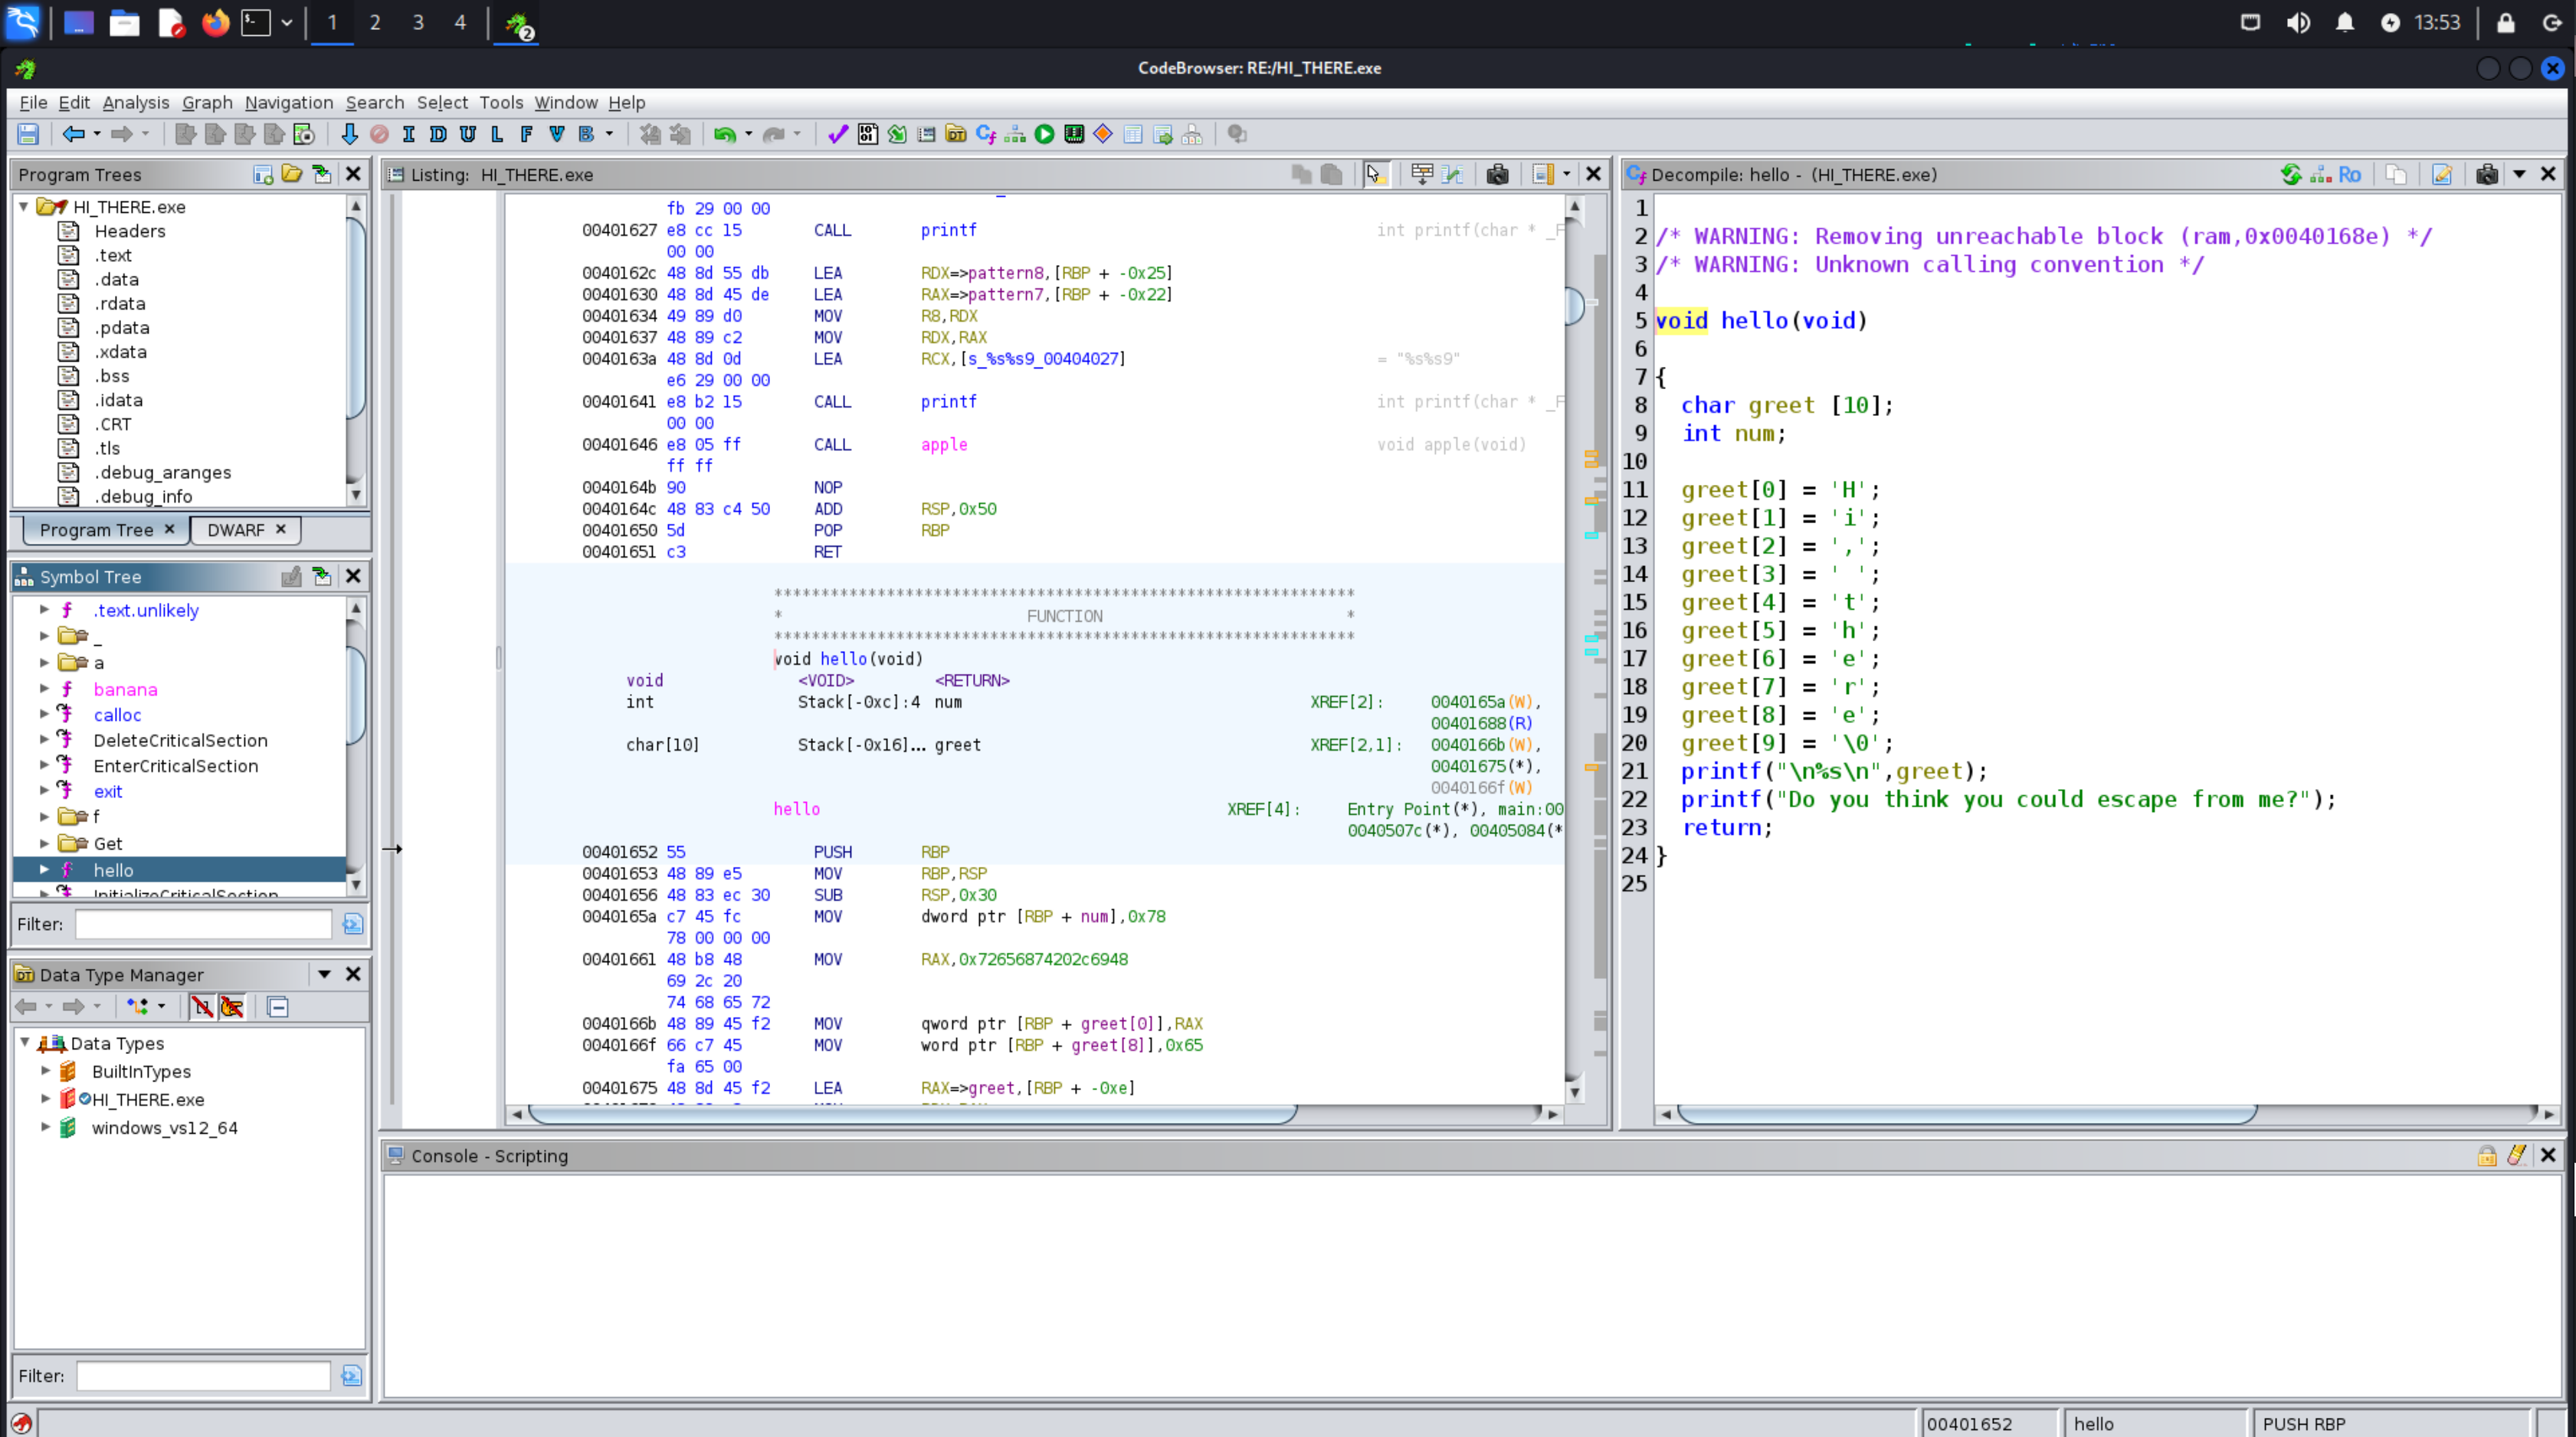 1 2 3 4 2 13:53
CodeBrowser: RE:/HI_THERE.exe
File Edit Analysis Graph Navigation Search Select Tools Window Help
I D U L F V B
Program Trees
HI_THERE.exe
Headers
.text
.data
.rdata
.pdata
.xdata
.bss
.idata
.CRT
.tls
.debug_aranges
.debug_info
Program Tree × DWARF ×
Symbol Tree
f .text.unlikely
_
a
f banana
f calloc
f DeleteCriticalSection
f EnterCriticalSection
f exit
f
Get
f hello
InitializeCriticalSection
Filter:
Data Type Manager
Data Types
BuiltInTypes
HI_THERE.exe
windows_vs12_64
Filter:
Listing: HI_THERE.exe
fb 29 00 00
00401627 e8 cc 15 CALL printf int printf(char * _F
00 00
0040162c 48 8d 55 db LEA RDX=>pattern8,[RBP + -0x25]
00401630 48 8d 45 de LEA RAX=>pattern7,[RBP + -0x22]
00401634 49 89 d0 MOV R8,RDX
00401637 48 89 c2 MOV RDX,RAX
0040163a 48 8d 0d LEA RCX,[s_%s%s9_00404027] = "%s%s9"
e6 29 00 00
00401641 e8 b2 15 CALL printf int printf(char * _F
00 00
00401646 e8 05 ff CALL apple void apple(void)
ff ff
0040164b 90 NOP
0040164c 48 83 c4 50 ADD RSP,0x50
00401650 5d POP RBP
00401651 c3 RET
**************************************************************
* FUNCTION *
**************************************************************
void hello(void)
void <VOID> <RETURN>
int Stack[-0xc]:4 num XREF[2]: 0040165a(W),
00401688(R)
char[10] Stack[-0x16]... greet XREF[2,1]: 0040166b(W),
00401675(*),
0040166f(W)
hello XREF[4]: Entry Point(*), main:00
0040507c(*), 00405084(*
00401652 55 PUSH RBP
00401653 48 89 e5 MOV RBP,RSP
00401656 48 83 ec 30 SUB RSP,0x30
0040165a c7 45 fc MOV dword ptr [RBP + num],0x78
78 00 00 00
00401661 48 b8 48 MOV RAX,0x72656874202c6948
69 2c 20
74 68 65 72
0040166b 48 89 45 f2 MOV qword ptr [RBP + greet[0]],RAX
0040166f 66 c7 45 MOV word ptr [RBP + greet[8]],0x65
fa 65 00
00401675 48 8d 45 f2 LEA RAX=>greet,[RBP + -0xe]
Decompile: hello - (HI_THERE.exe) Ro
1
2 /* WARNING: Removing unreachable block (ram,0x0040168e) */
3 /* WARNING: Unknown calling convention */
4
5 void hello(void)
6
7 {
8 char greet [10];
9 int num;
10
11 greet[0] = 'H';
12 greet[1] = 'i';
13 greet[2] = ',';
14 greet[3] = ' ';
15 greet[4] = 't';
16 greet[5] = 'h';
17 greet[6] = 'e';
18 greet[7] = 'r';
19 greet[8] = 'e';
20 greet[9] = '\0';
21 printf("\n%s\n",greet);
22 printf("Do you think you could escape from me?");
23 return;
24 }
25
Console - Scripting
00401652 hello PUSH RBP